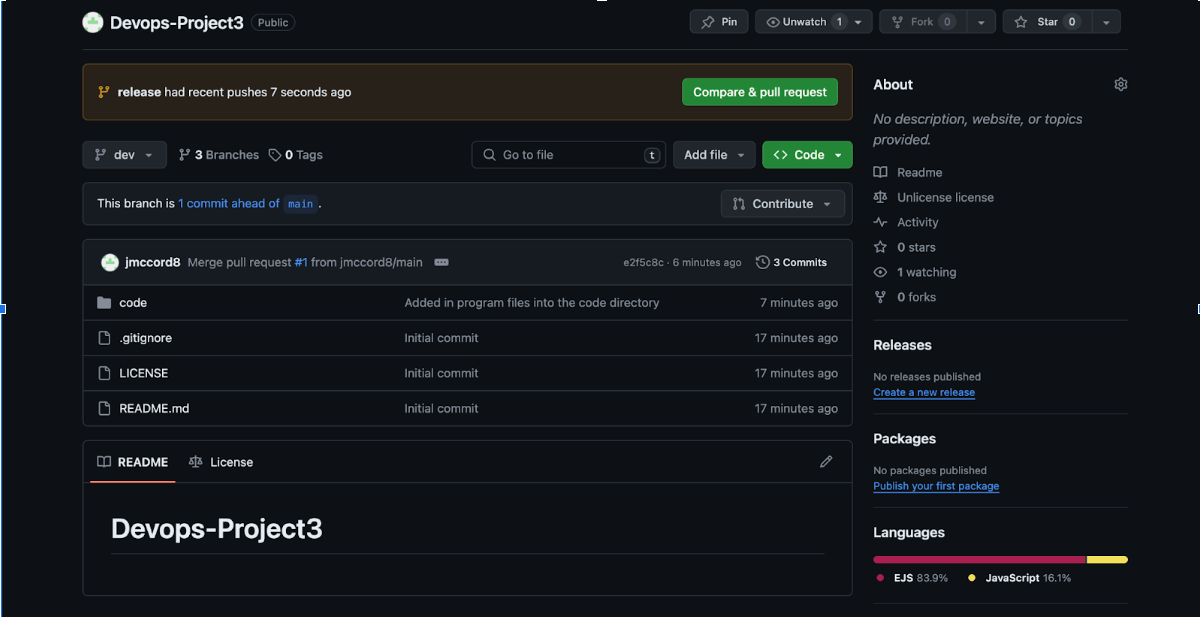 Devops-Project3 Public Pin Unwatch 1 Fork 0 Star 0
release had recent pushes 7 seconds ago Compare & pull request
dev 3 Branches 0 Tags Go to file t Add file <> Code
This branch is 1 commit ahead of main . Contribute
jmccord8 Merge pull request #1 from jmccord8/main e2f5c8c · 6 minutes ago 3 Commits
code Added in program files into the code directory 7 minutes ago
.gitignore Initial commit 17 minutes ago
LICENSE Initial commit 17 minutes ago
README.md Initial commit 17 minutes ago
README License
Devops-Project3
About
No description, website, or topics
provided.
Readme
Unlicense license
Activity
0 stars
1 watching
0 forks
Releases
No releases published
Create a new release
Packages
No packages published
Publish your first package
Languages
EJS 83.9% JavaScript 16.1%